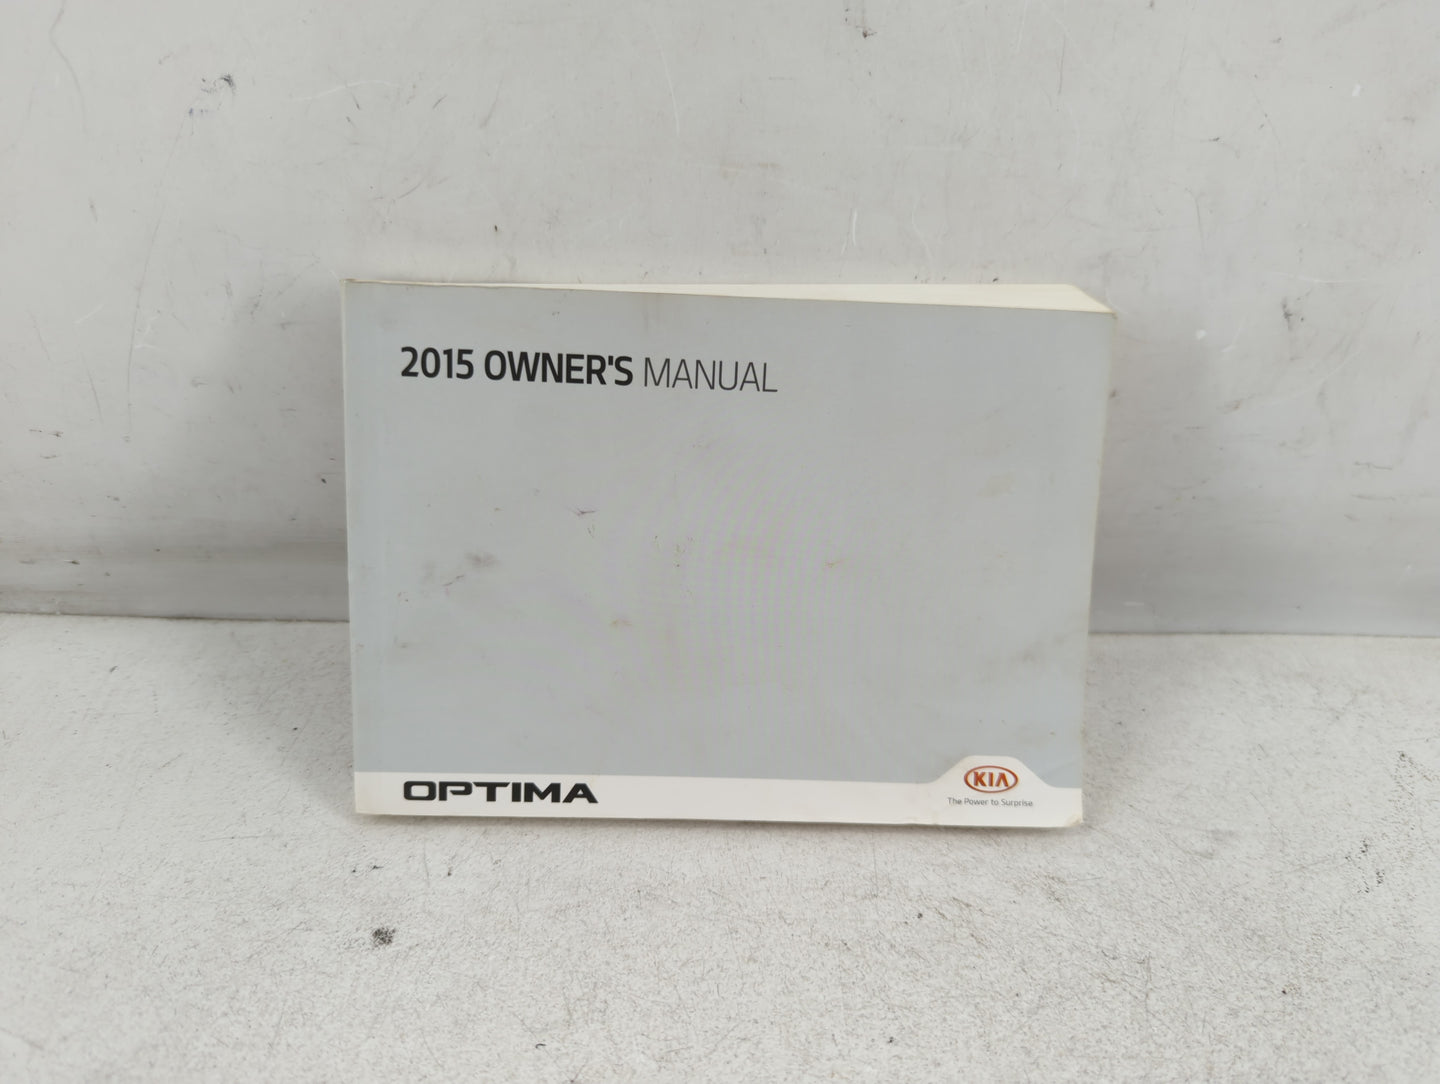 2015 OWNER'S MANUAL
OPTIMA
KIA
The Power to Surprise